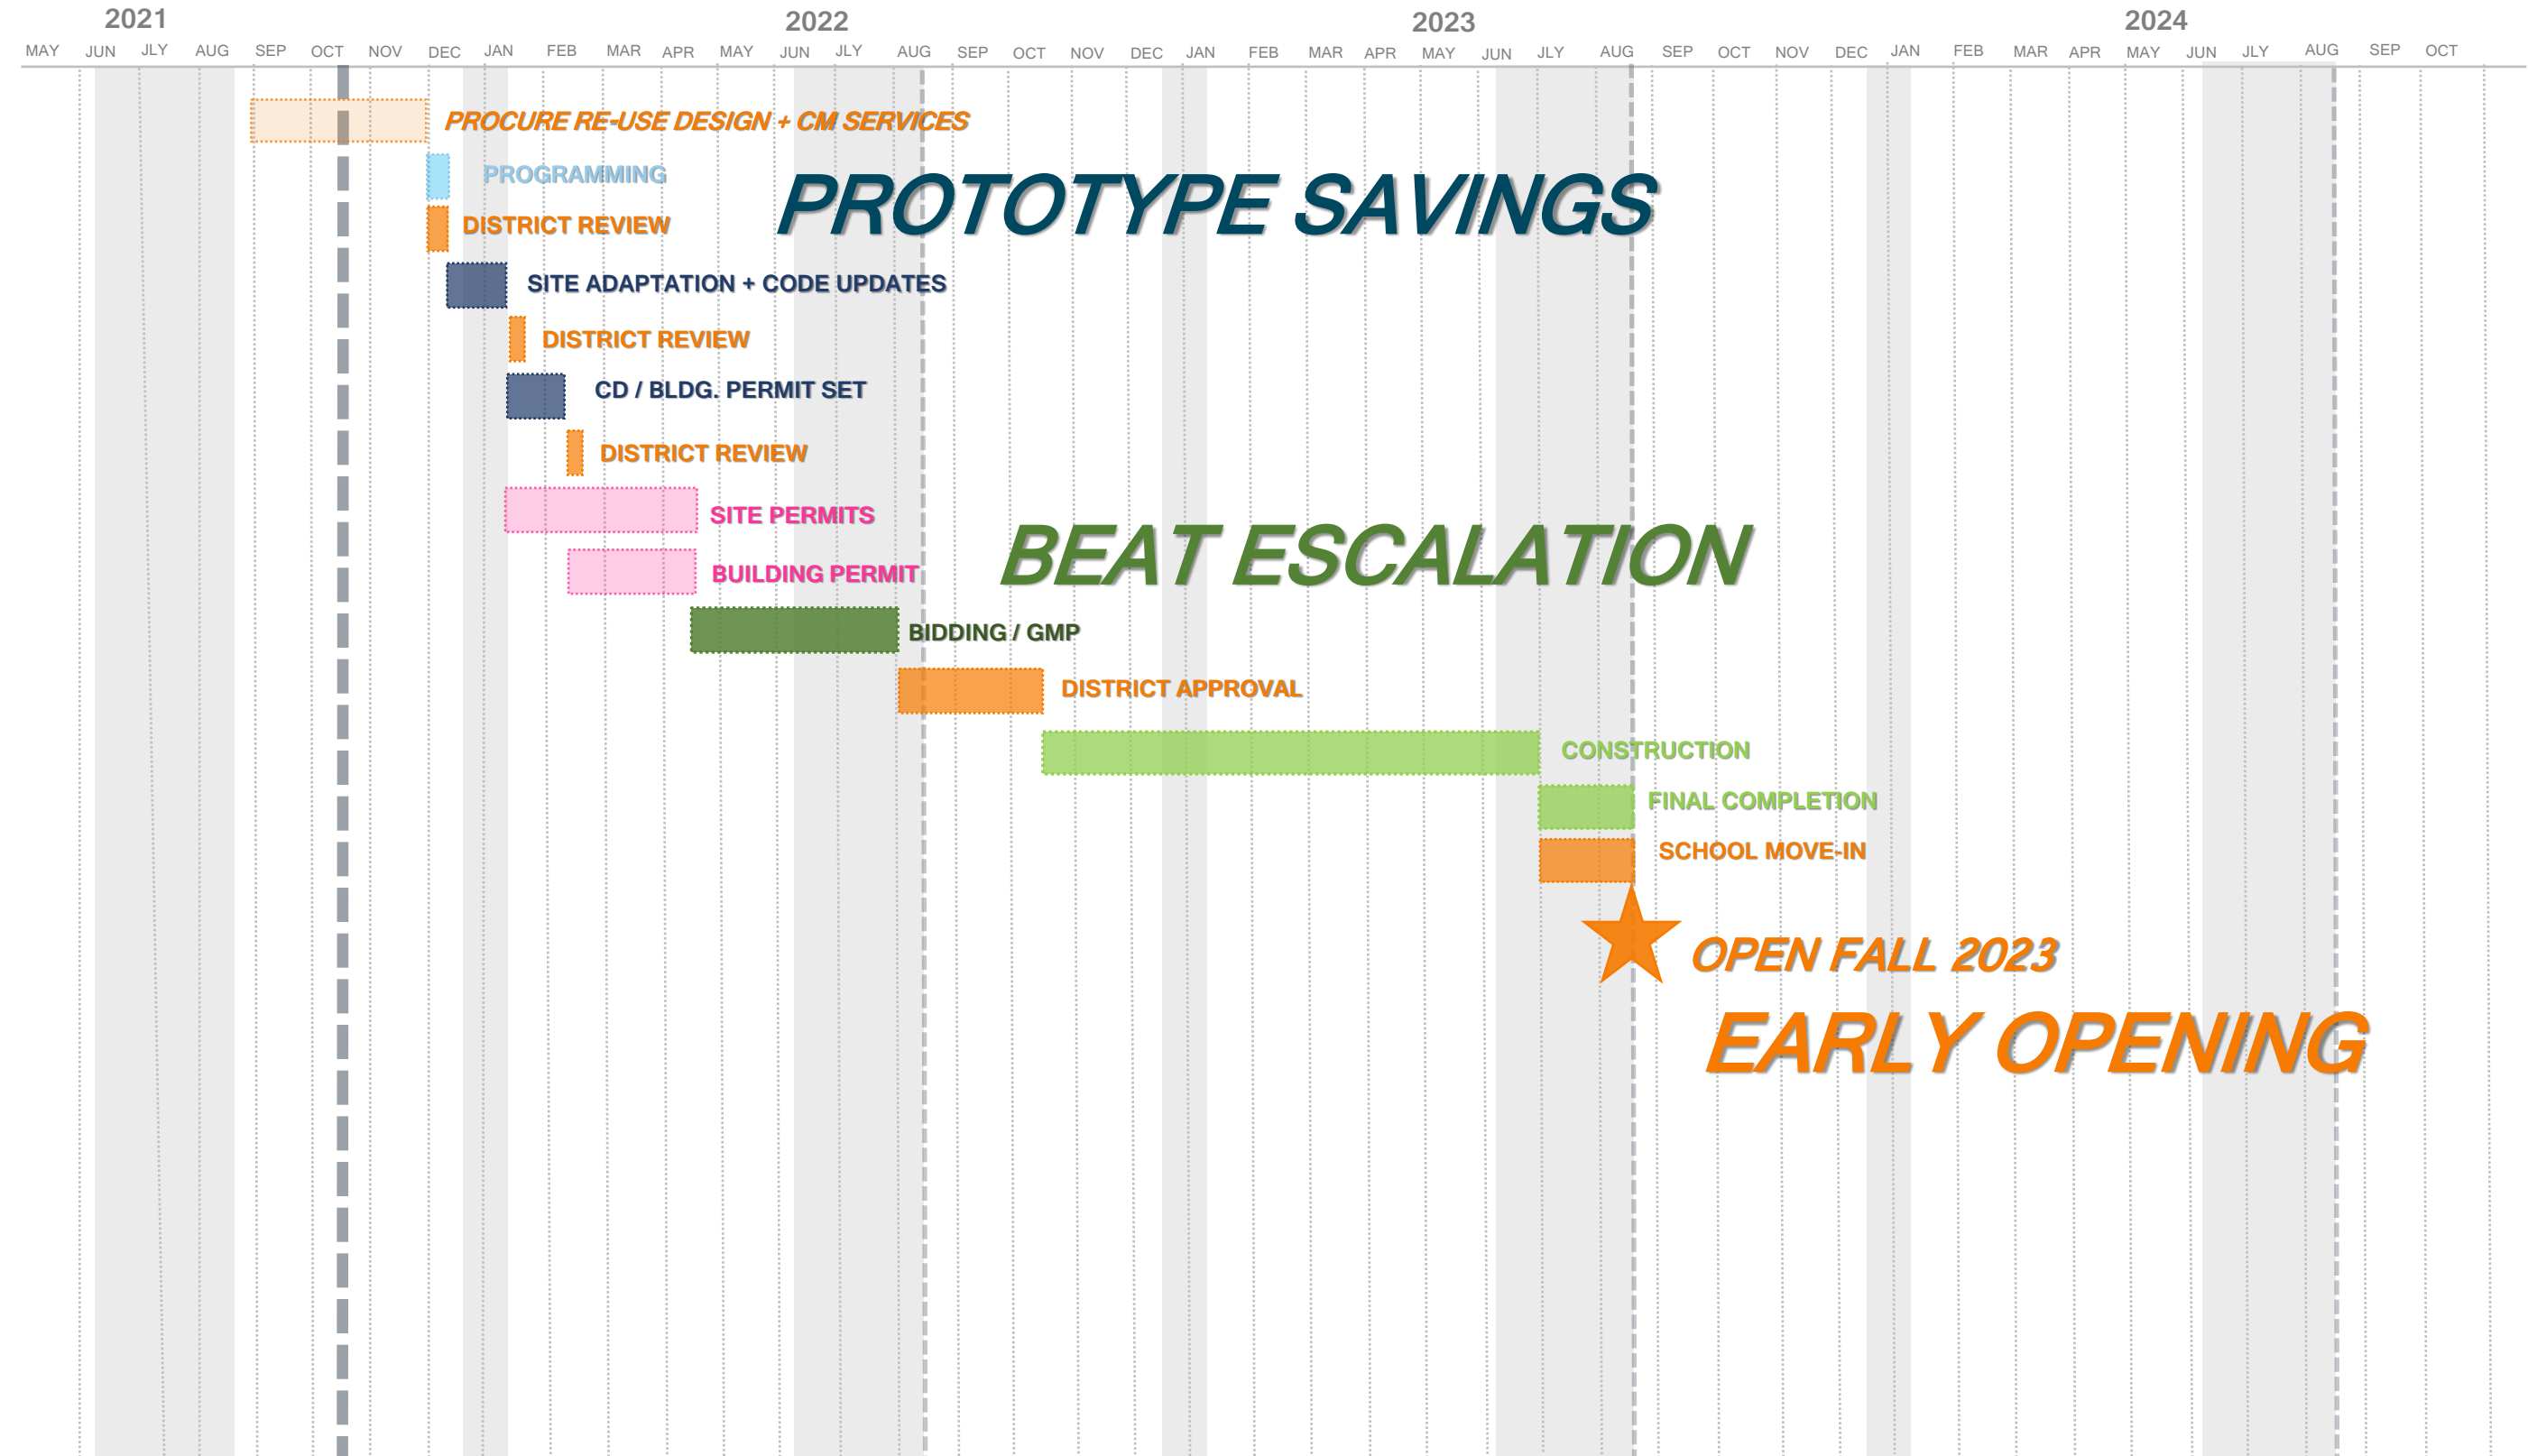 2021 2022 2023 2024
MAY JUN JLY AUG SEP OCT NOV DEC JAN FEB MAR APR MAY JUN JLY AUG SEP OCT NOV DEC JAN FEB MAR APR MAY JUN JLY AUG SEP OCT NOV DEC JAN FEB MAR APR MAY JUN JLY AUG SEP OCT
PROCURE RE-USE DESIGN + CM SERVICES
PROGRAMMING
PROTOTYPE SAVINGS
DISTRICT REVIEW
SITE ADAPTATION + CODE UPDATES
DISTRICT REVIEW
CD / BLDG. PERMIT SET
DISTRICT REVIEW
SITE PERMITS
BEAT ESCALATION
BUILDING PERMIT
BIDDING / GMP
DISTRICT APPROVAL
CONSTRUCTION
FINAL COMPLETION
SCHOOL MOVE-IN
OPEN FALL 2023
EARLY OPENING